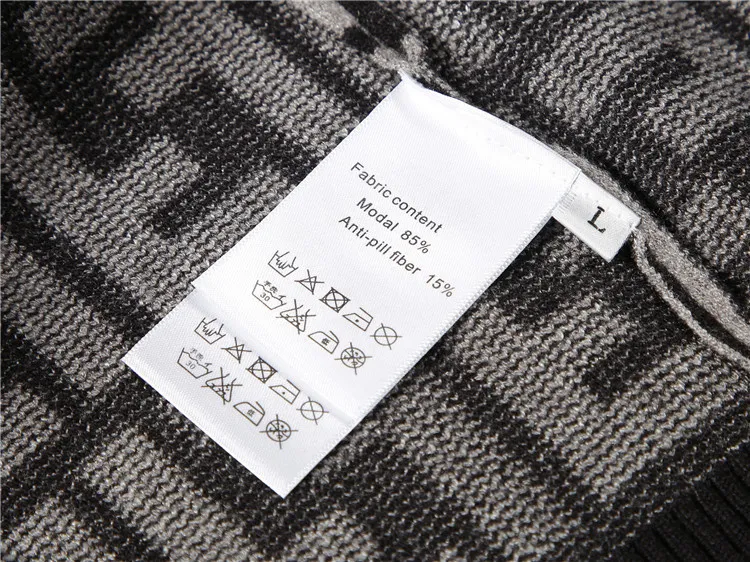 Fabric content
Modal 85%
Anti-pill fiber 15%
L
30
30